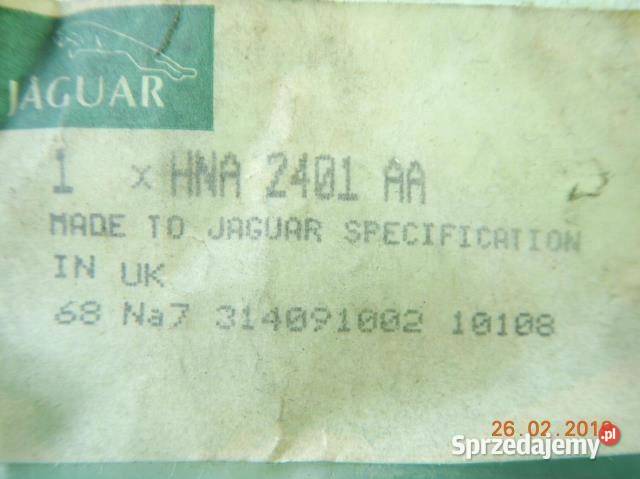 JAGUAR
1 x HNA 2401 AA
MADE TO JAGUAR SPECIFICATION
IN UK
68 Na7 314091002 10108
26.02.2010
Sprzedajemy.pl